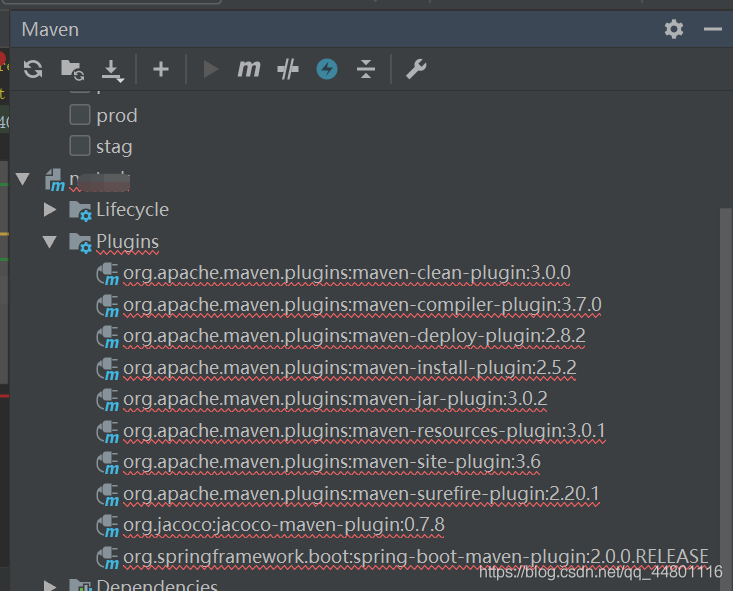 Maven
prod
stag
Lifecycle
Plugins
org.apache.maven.plugins:maven-clean-plugin:3.0.0
org.apache.maven.plugins:maven-compiler-plugin:3.7.0
org.apache.maven.plugins:maven-deploy-plugin:2.8.2
org.apache.maven.plugins:maven-install-plugin:2.5.2
org.apache.maven.plugins:maven-jar-plugin:3.0.2
org.apache.maven.plugins:maven-resources-plugin:3.0.1
org.apache.maven.plugins:maven-site-plugin:3.6
org.apache.maven.plugins:maven-surefire-plugin:2.20.1
org.jacoco:jacoco-maven-plugin:0.7.8
org.springframework.boot:spring-boot-maven-plugin:2.0.0.RELEASE
https://blog.csdn.net/qq_44801116
Dependencies